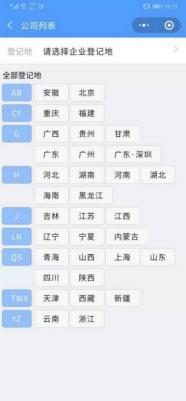 16:13
公司列表
登记地 请选择企业登记地
全部登记地
AB 安徽 北京
CF 重庆 福建
G 广西 贵州 甘肃
广东 广州 广东-深圳
H 河北 湖南 河南 湖北
海南 黑龙江
J 吉林 江苏 江西
LN 辽宁 宁夏 内蒙古
QS 青海 山西 上海 山东
四川 陕西
TWX 天津 西藏 新疆
YZ 云南 浙江